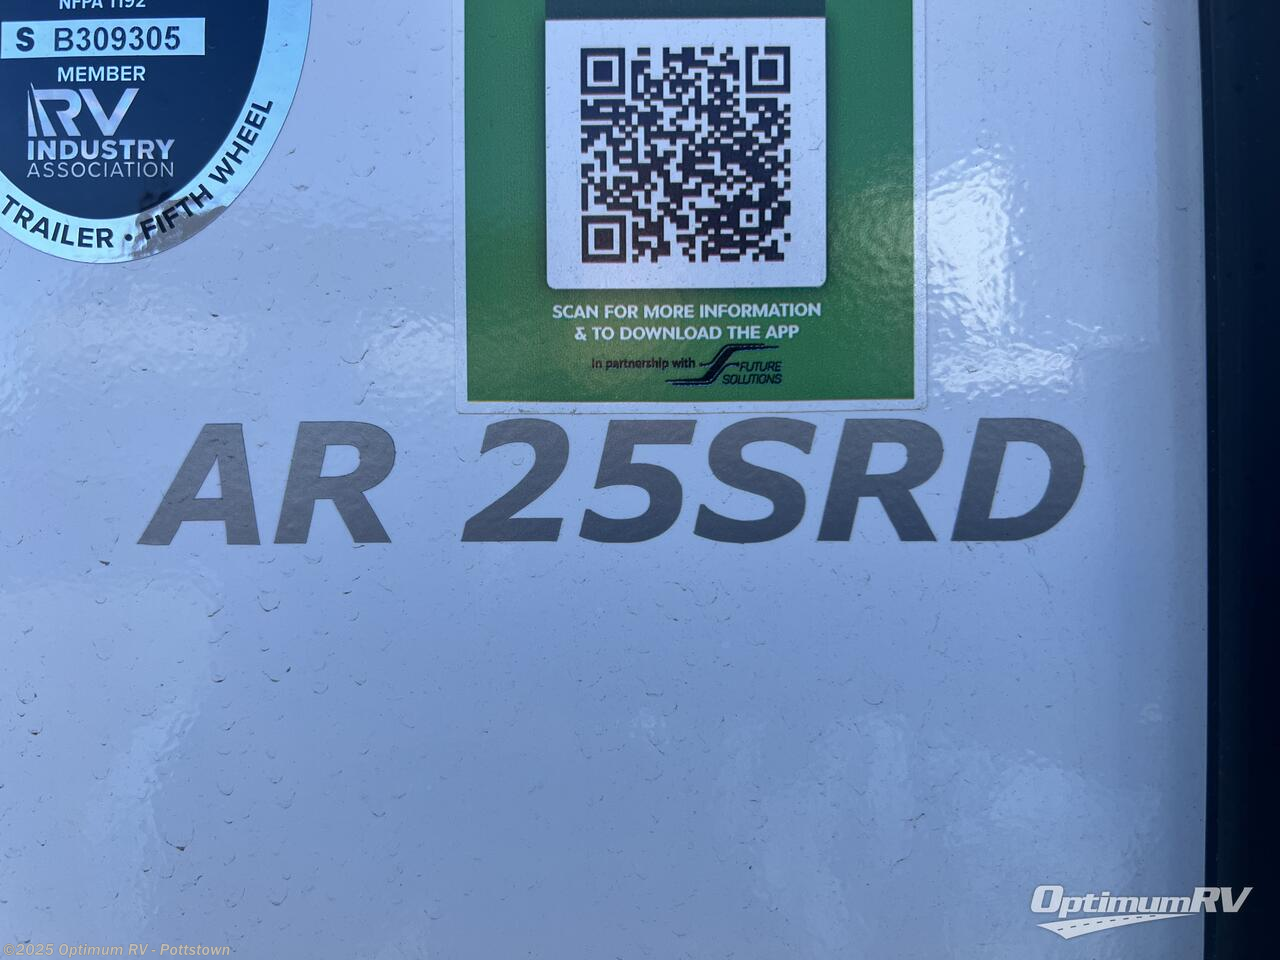 NFPA 1192
S B309305
MEMBER
RV
INDUSTRY
ASSOCIATION
TRAILER • FIFTH WHEEL
SCAN FOR MORE INFORMATION
& TO DOWNLOAD THE APP
In partnership with FUTURE
SOLUTIONS
AR 25SRD
OptimumRV
©2025 Optimum RV - Pottstown